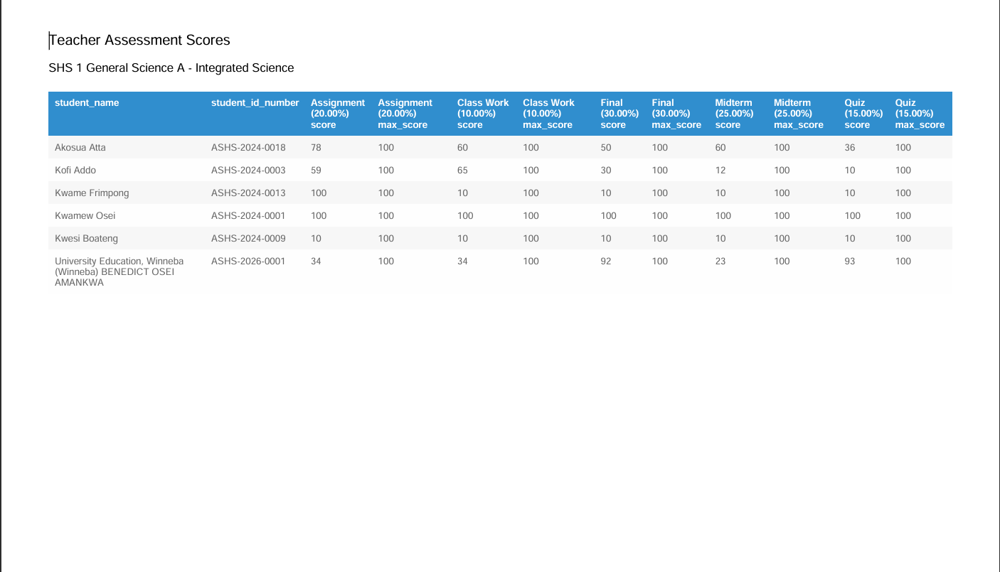 Teacher Assessment Scores
SHS 1 General Science A - Integrated Science
student_name student_id_number Assignment (20.00%) score Assignment (20.00%) max_score Class Work (10.00%) score Class Work (10.00%) max_score Final (30.00%) score Final (30.00%) max_score Midterm (25.00%) score Midterm (25.00%) max_score Quiz (15.00%) score Quiz (15.00%) max_score
Akosua Atta ASHS-2024-0018 78 100 60 100 50 100 60 100 36 100
Kofi Addo ASHS-2024-0003 59 100 65 100 30 100 12 100 10 100
Kwame Frimpong ASHS-2024-0013 100 100 10 100 10 100 10 100 10 100
Kwamew Osei ASHS-2024-0001 100 100 100 100 100 100 100 100 100 100
Kwesi Boateng ASHS-2024-0009 10 100 10 100 10 100 10 100 10 100
University Education, Winneba ASHS-2026-0001 34 100 34 100 92 100 23 100 93 100
(Winneba) BENEDICT OSEI
AMANKWA